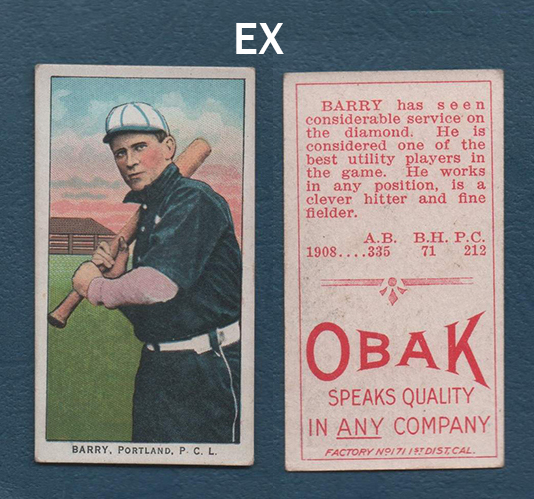 EX
BARRY, PORTLAND, P. C. L.
BARRY has seen
considerable service on
the diamond. He is
considered one of the
best utility players in
the game. He works
in any position, is a
clever hitter and fine
fielder.
A.B. B.H. P.C.
1908....335 71 212
OBAK
SPEAKS QUALITY
IN ANY COMPANY
FACTORY No 171 1st DIST. CAL.